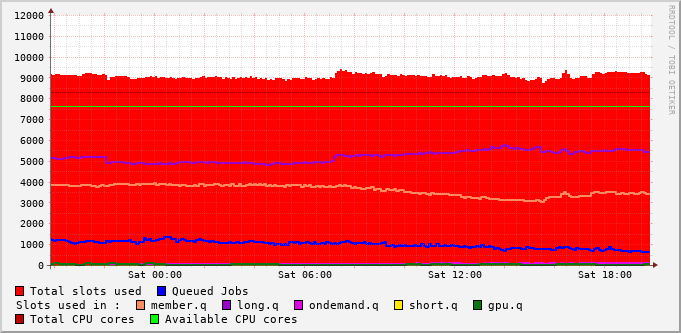 12000
11000
10000
9000
8000
7000
6000
5000
4000
3000
2000
1000
0
Sat 00:00 Sat 06:00 Sat 12:00 Sat 18:00
RRDTOOL / TOBI OETIKER
Total slots used Queued Jobs
Slots used in : member.q long.q ondemand.q short.q gpu.q
Total CPU cores Available CPU cores